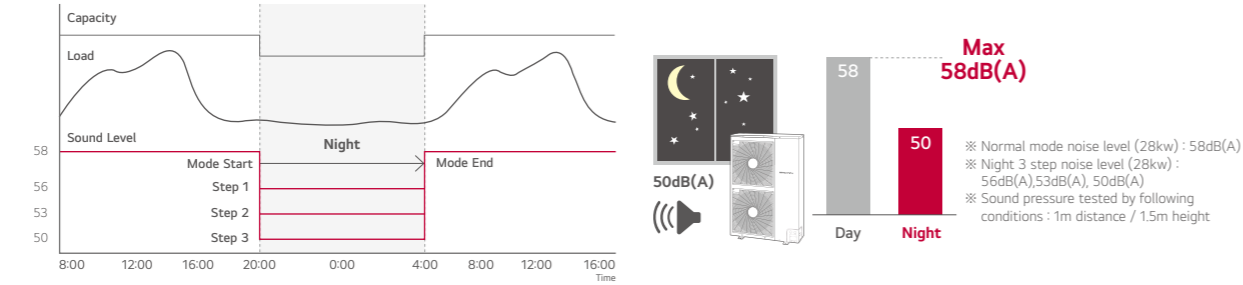 Capacity
Load
Sound Level
58
Night
Mode Start
Mode End
56
Step 1
53
Step 2
50
Step 3
8:00 12:00 16:00 20:00 0:00 4:00 8:00 12:00 16:00
Time
50dB(A)
Max
58dB(A)
58
50
Day
Night
※ Normal mode noise level (28kw) : 58dB(A)
※ Night 3 step noise level (28kw) :
56dB(A),53dB(A), 50dB(A)
※ Sound pressure tested by following
conditions : 1m distance / 1.5m height